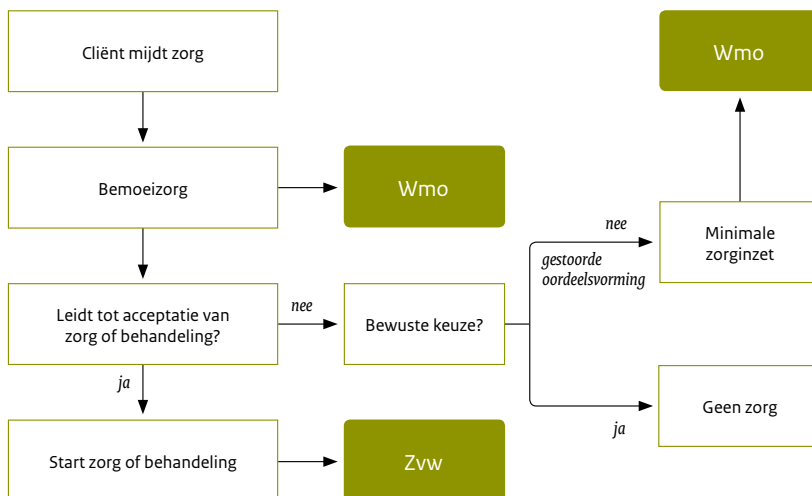 Cliënt mijdt zorg
Wmo
Bemoeizorg
Wmo
nee
gestoorde
oordeelsvorming
Minimale
zorginzet
Leidt tot acceptatie van
zorg of behandeling?
nee
Bewuste keuze?
ja
ja
Geen zorg
Start zorg of behandeling
Zvw